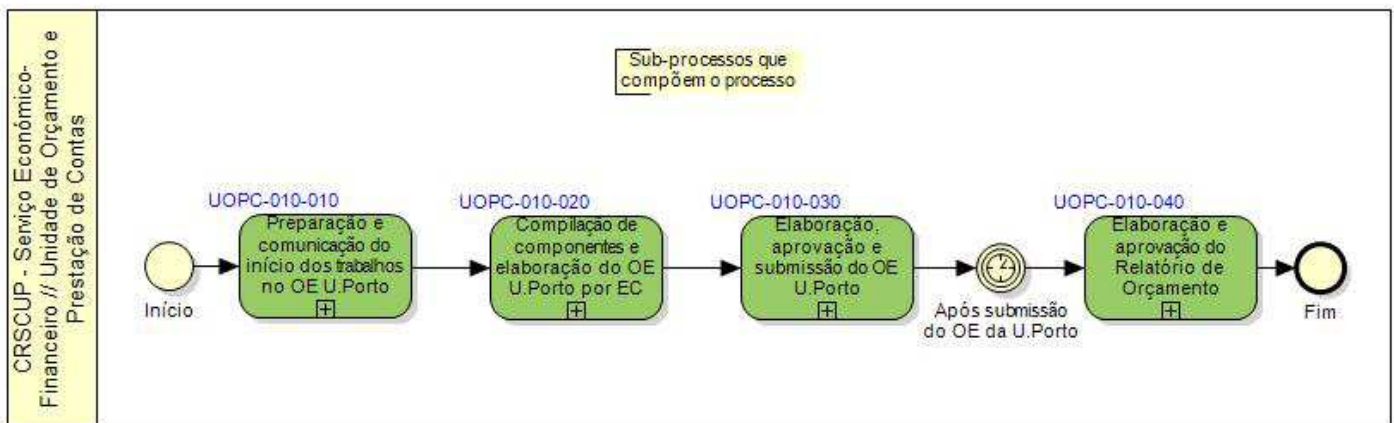 CRSCUP - Serviço Económico-
Financeiro // Unidade de Orçamento e
Prestação de Contas
Sub-processos que
compõem o processo
Início
UOPC-010-010
Preparação e
comunicação do
início dos trabalhos
no OE U.Porto
UOPC-010-020
Compilação de
componentes e
elaboração do OE
U.Porto por EC
UOPC-010-030
Elaboração,
aprovação e
submissão do OE
U.Porto
Após submissão
do OE da U.Porto
UOPC-010-040
Elaboração e
aprovação do
Relatório de
Orçamento
Fim